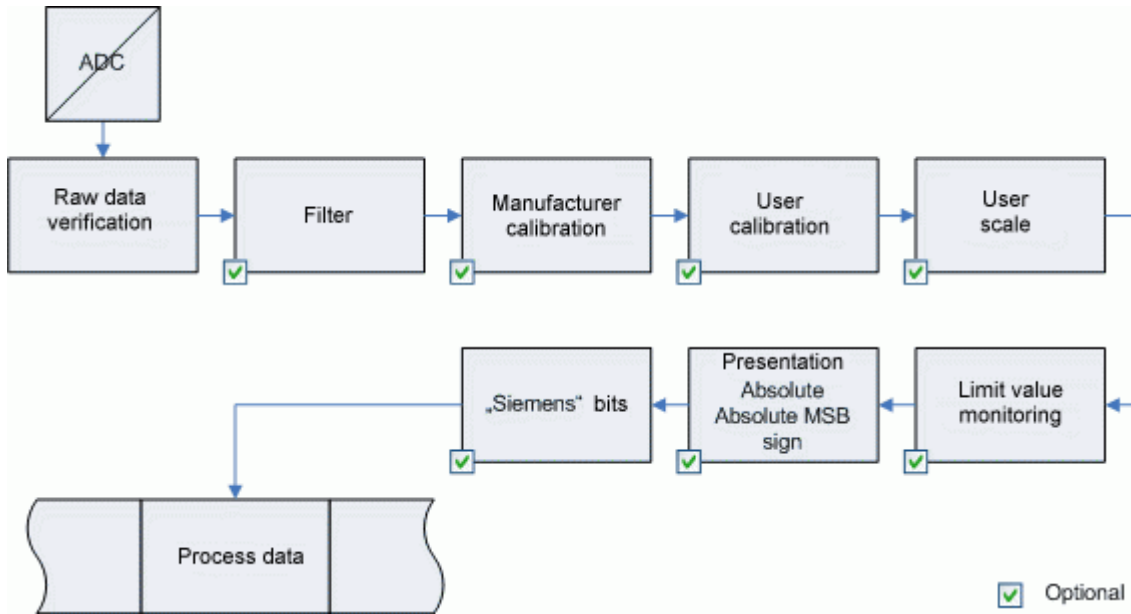 ADC
Raw data
verification
Filter
Manufacturer
calibration
User
calibration
User
scale
Limit value
monitoring
Presentation
Absolute
Absolute MSB
sign
„Siemens“ bits
Process data
Optional